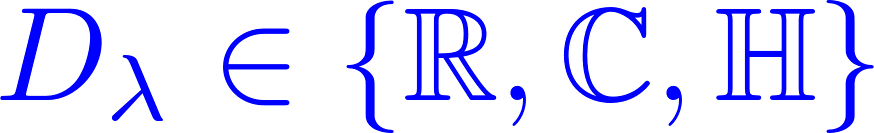 D_λ ∈ {ℝ, ℂ, ℍ}